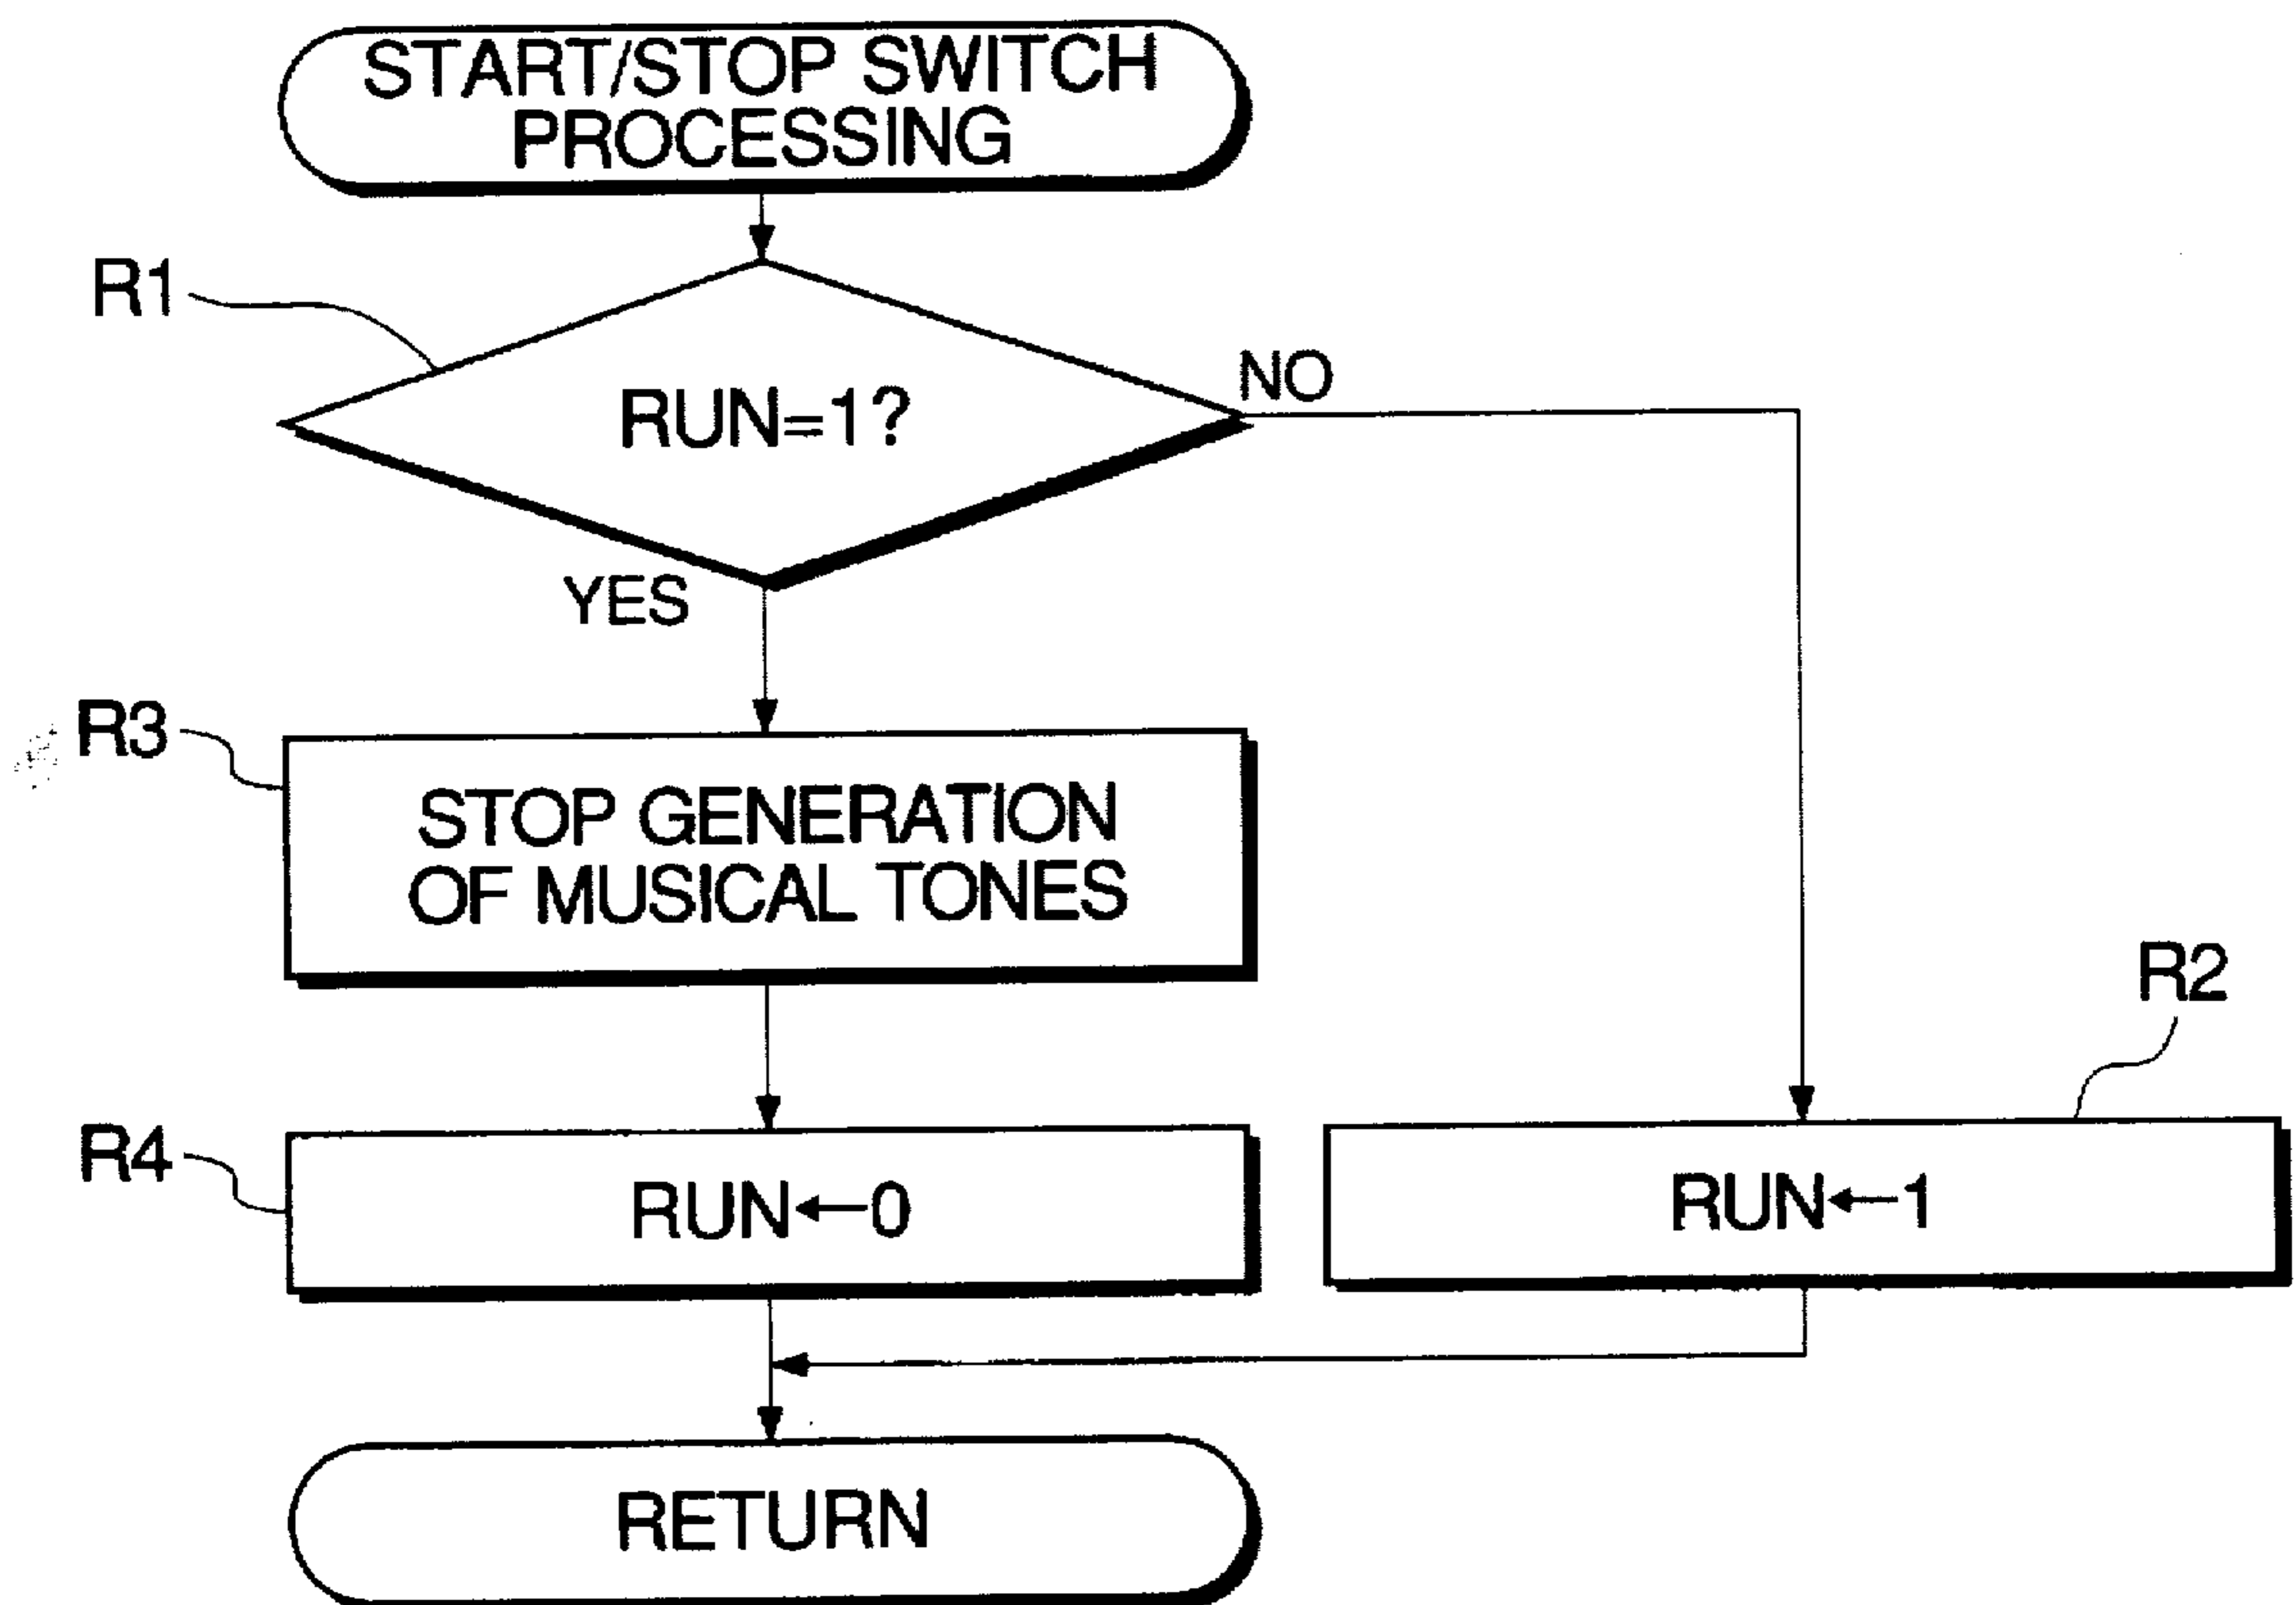 START/STOP SWITCH
PROCESSING
R1
RUN=1?
NO
YES
R3
STOP GENERATION
OF MUSICAL TONES
R2
R4
RUN←0
RUN←1
RETURN